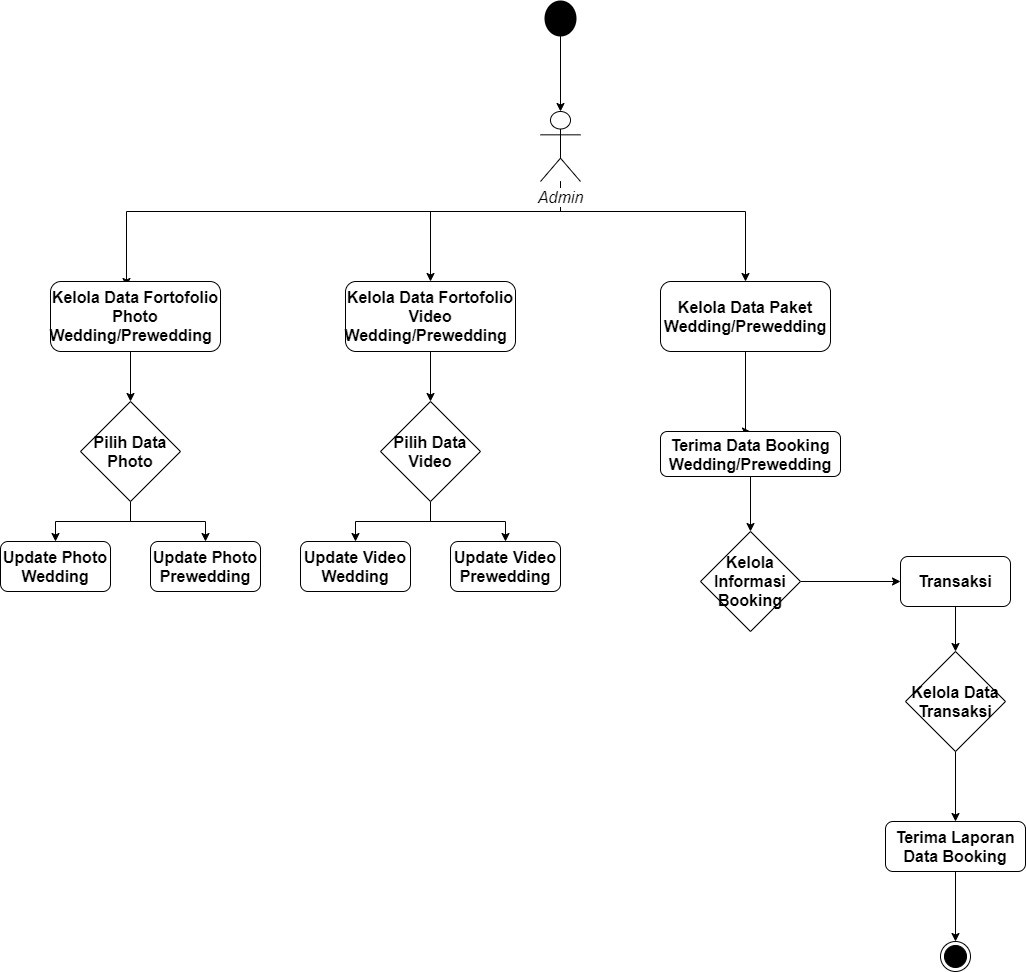 Admin
Kelola Data Fortofolio
Photo
Wedding/Prewedding
Kelola Data Fortofolio
Video
Wedding/Prewedding
Kelola Data Paket
Wedding/Prewedding
Pilih Data
Photo
Pilih Data
Video
Terima Data Booking
Wedding/Prewedding
Update Photo
Wedding
Update Photo
Prewedding
Update Video
Wedding
Update Video
Prewedding
Kelola
Informasi
Booking
Transaksi
Kelola Data
Transaksi
Terima Laporan
Data Booking